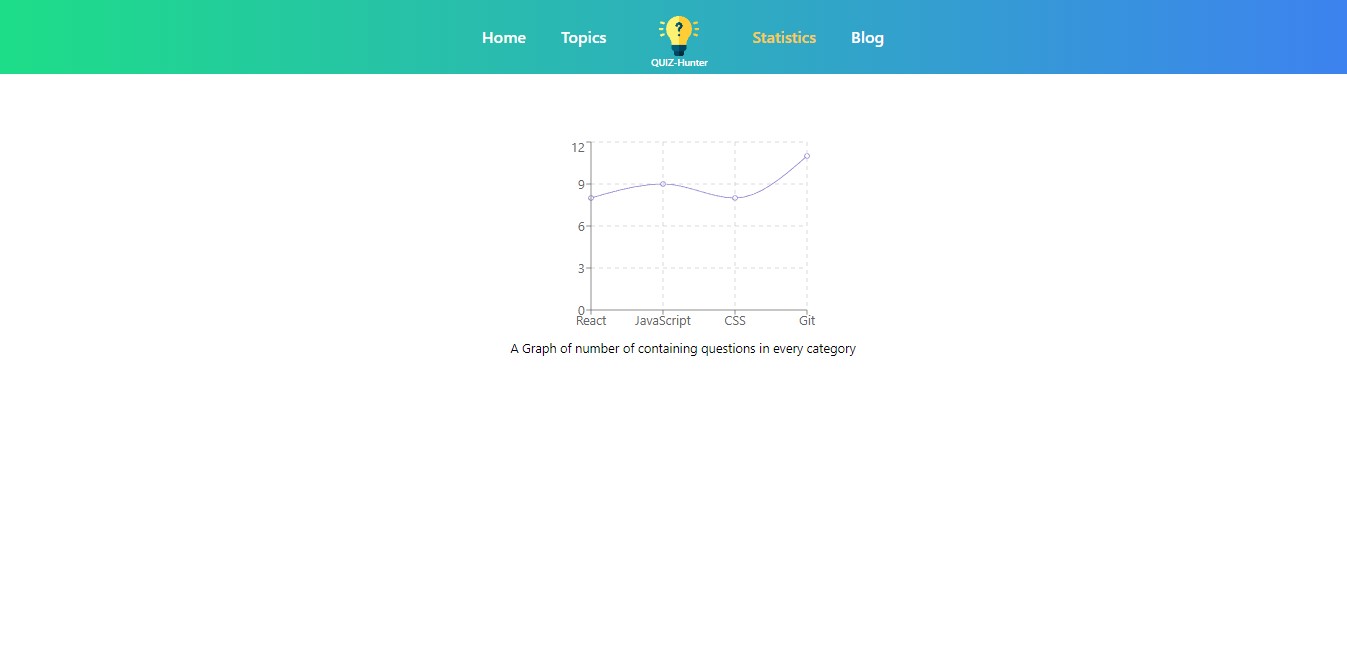 Home Topics ? Statistics Blog
QUIZ-Hunter
12
9
6
3
0
React JavaScript CSS Git
A Graph of number of containing questions in every category